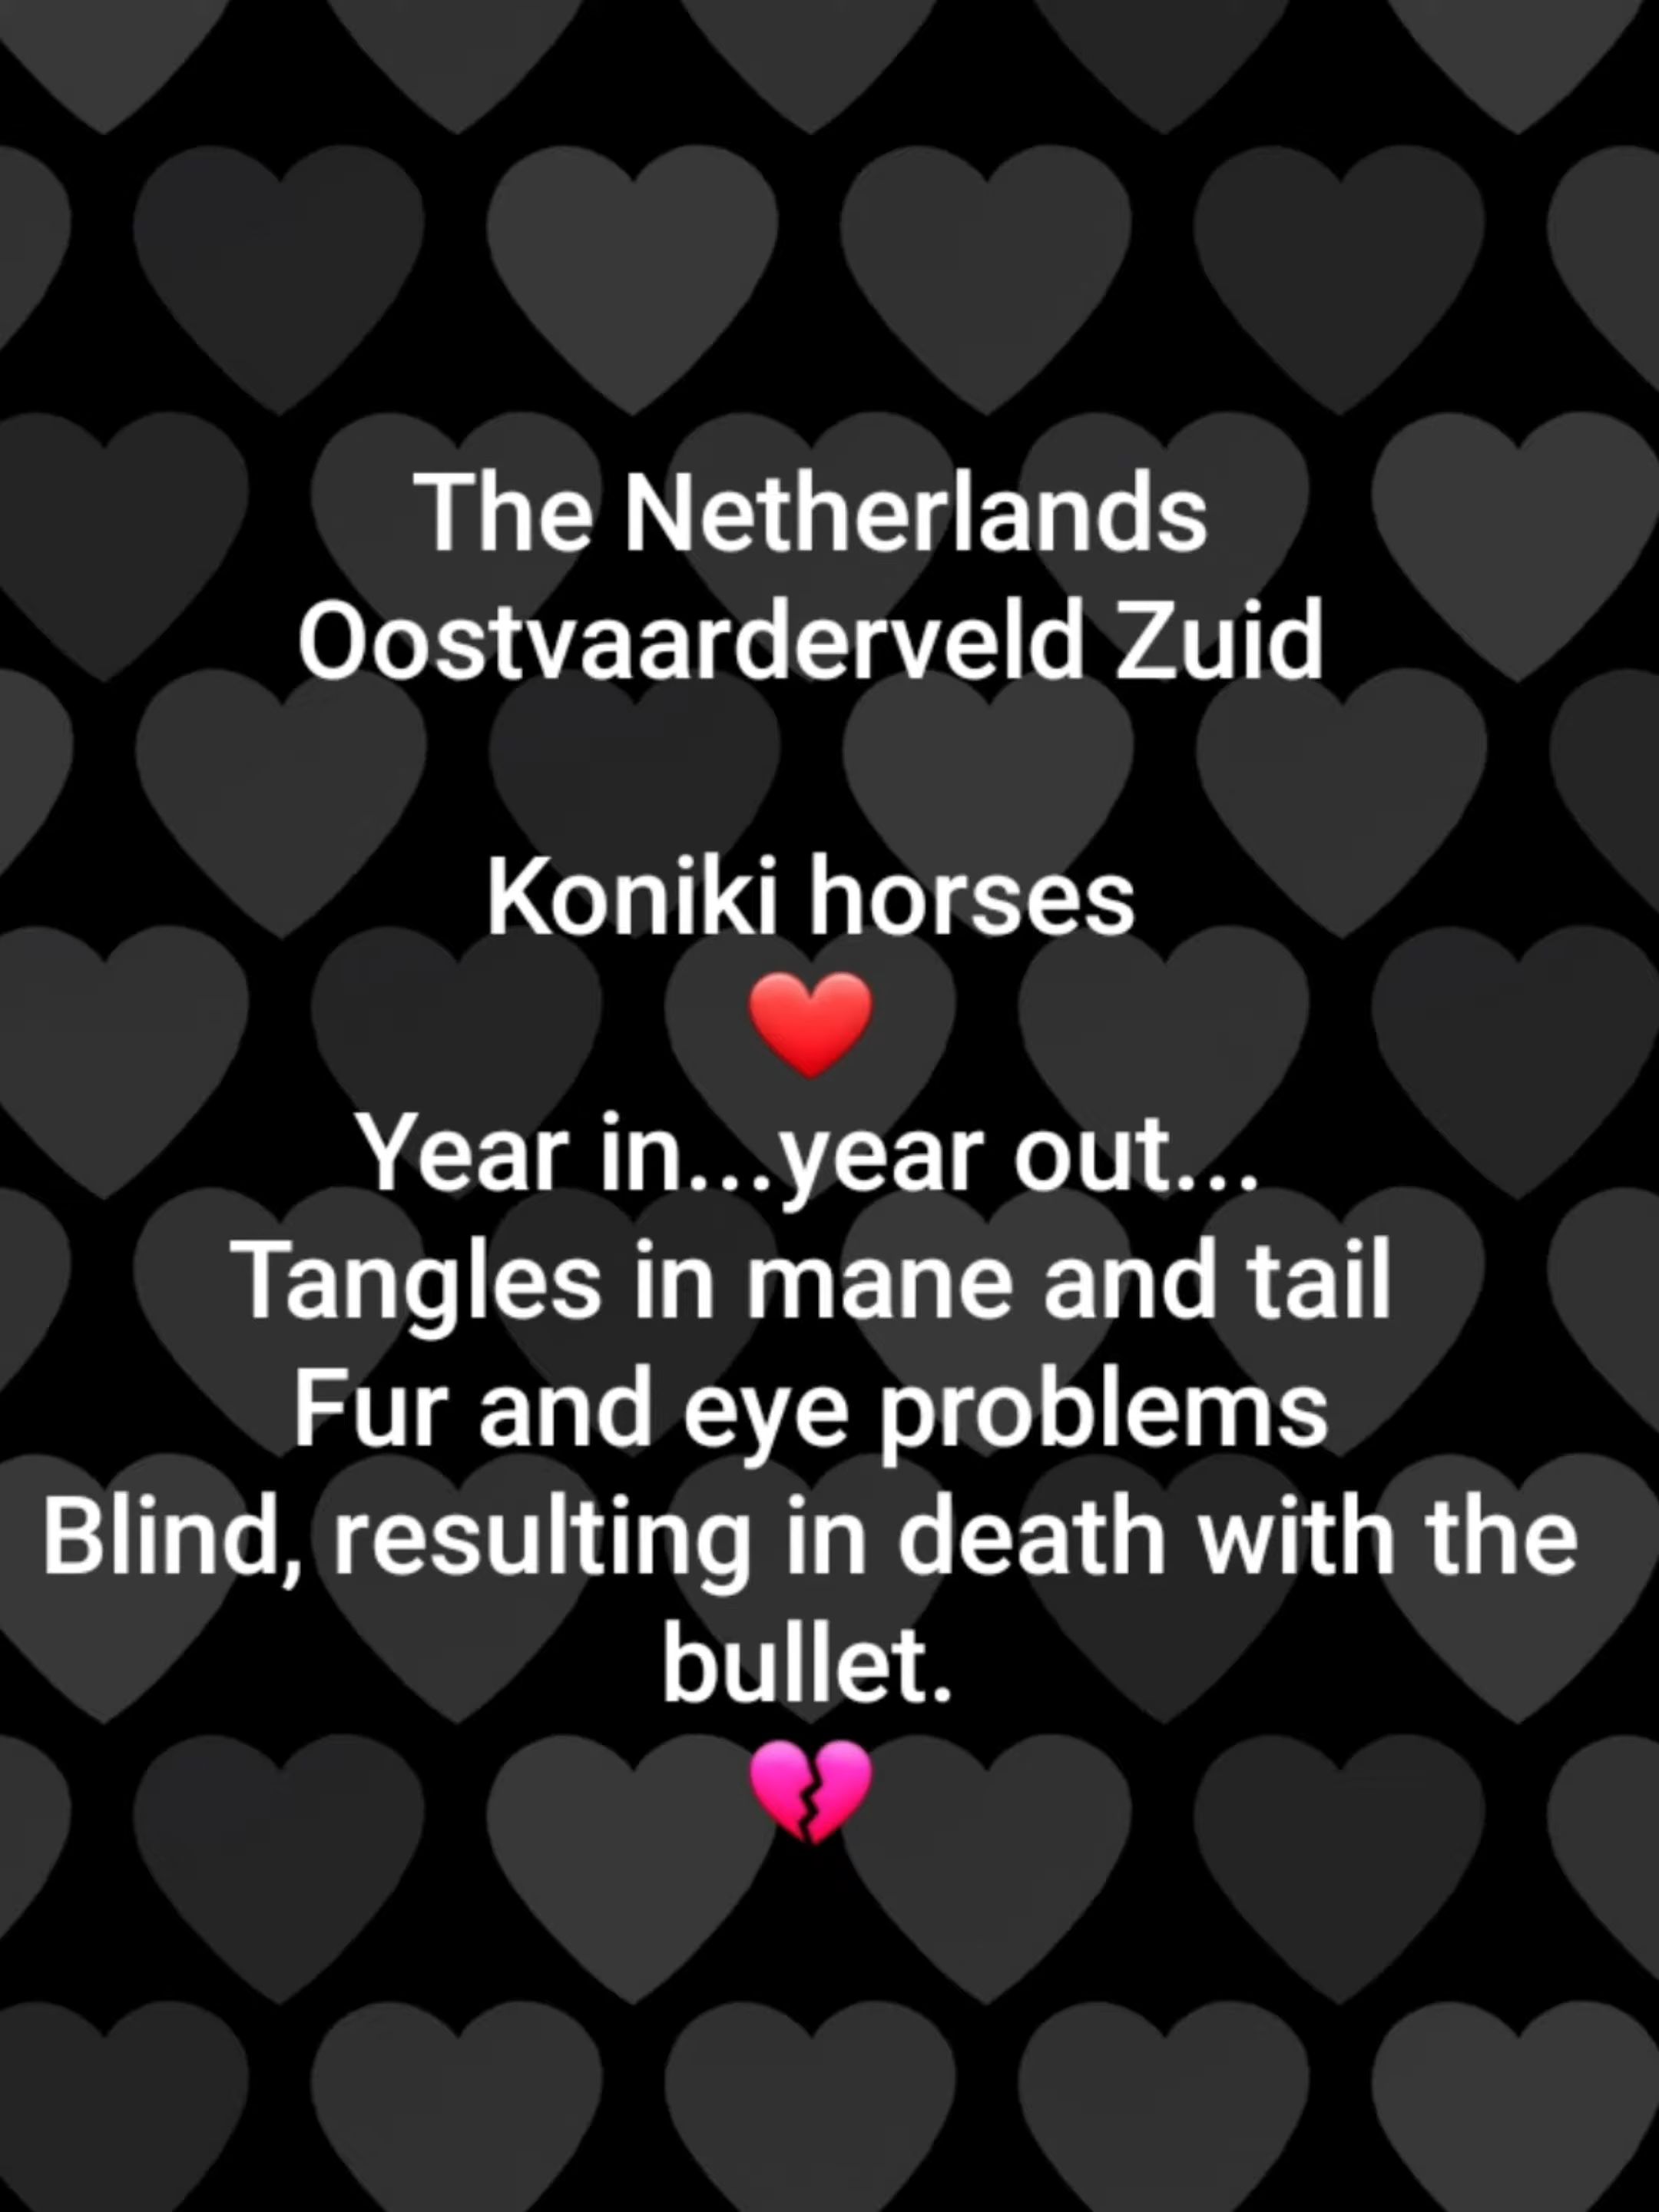 The Netherlands
Oostvaarderveld Zuid
Koniki horses
❤️
Year in...year out...
Tangles in mane and tail
Fur and eye problems
Blind, resulting in death with the
bullet.
💔